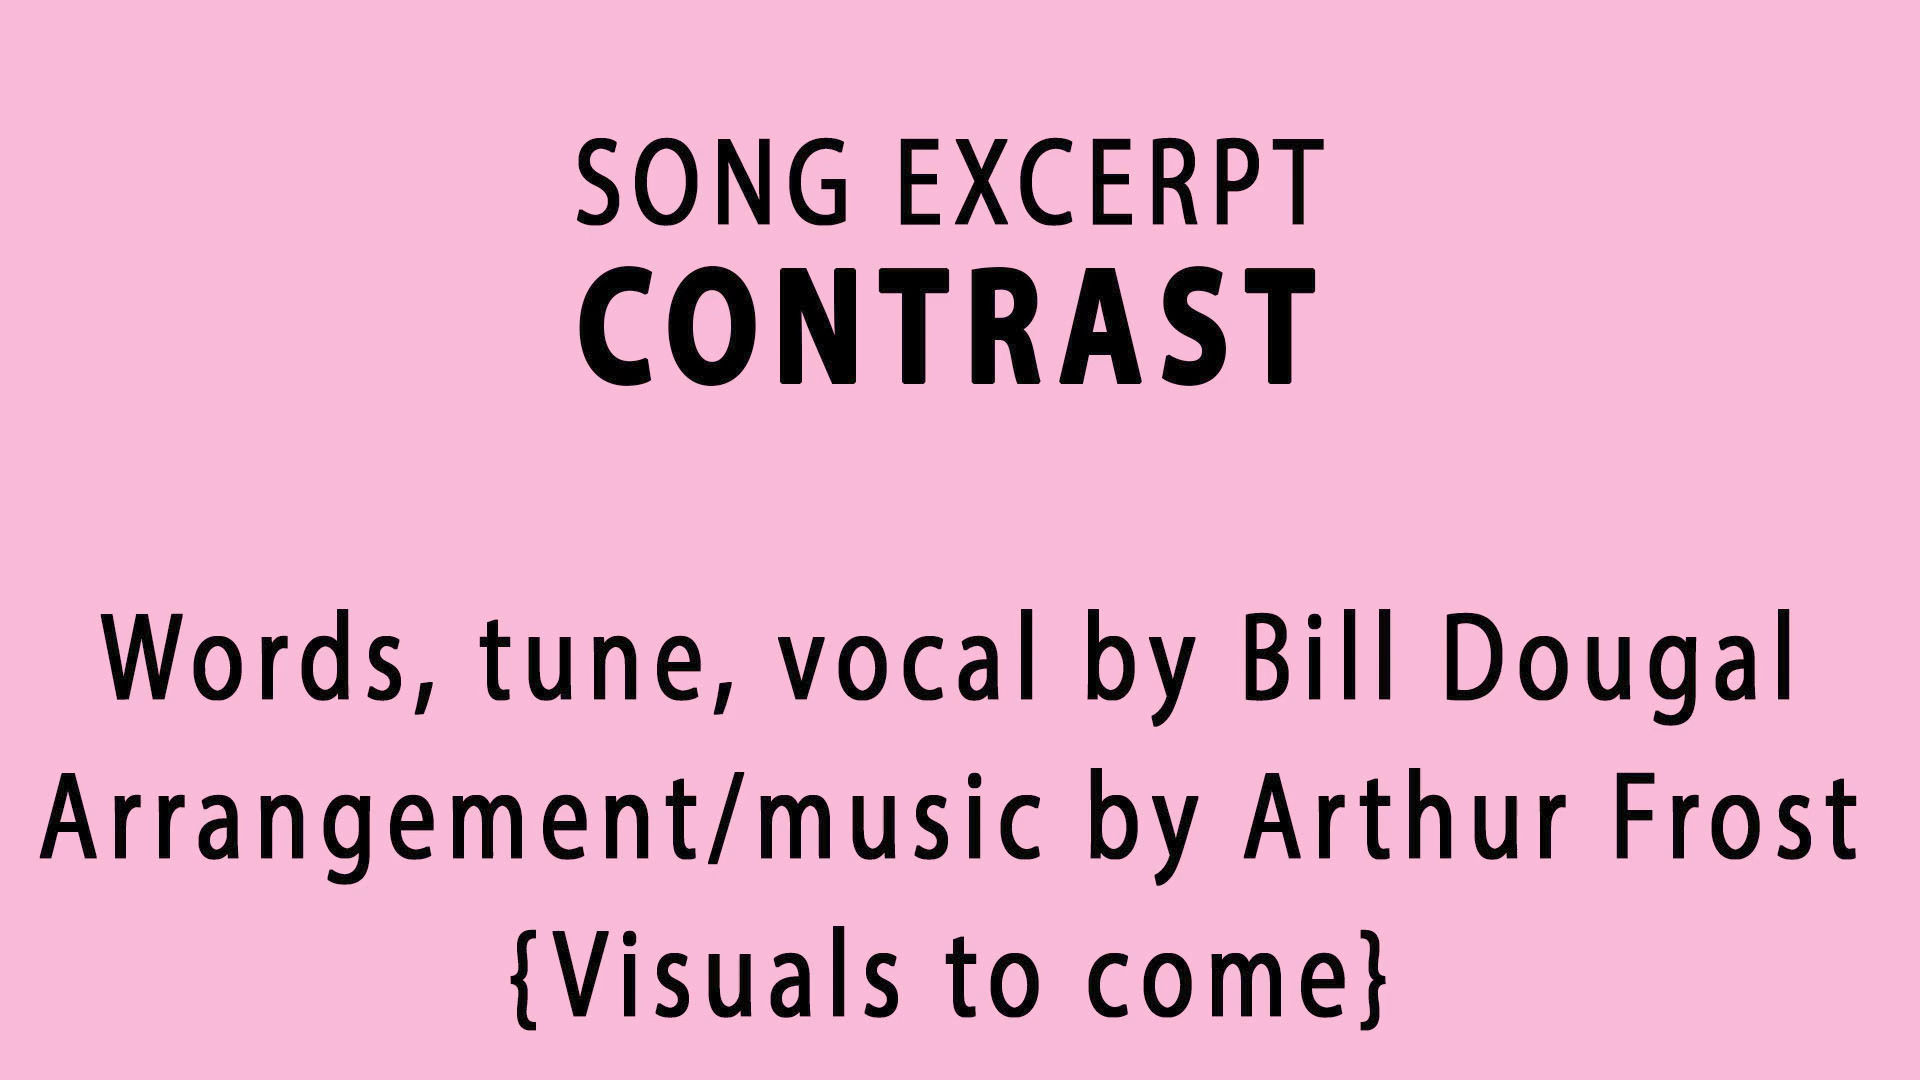 SONG EXCERPT
CONTRAST
Words, tune, vocal by Bill Dougal
Arrangement/music by Arthur Frost
{Visuals to come}